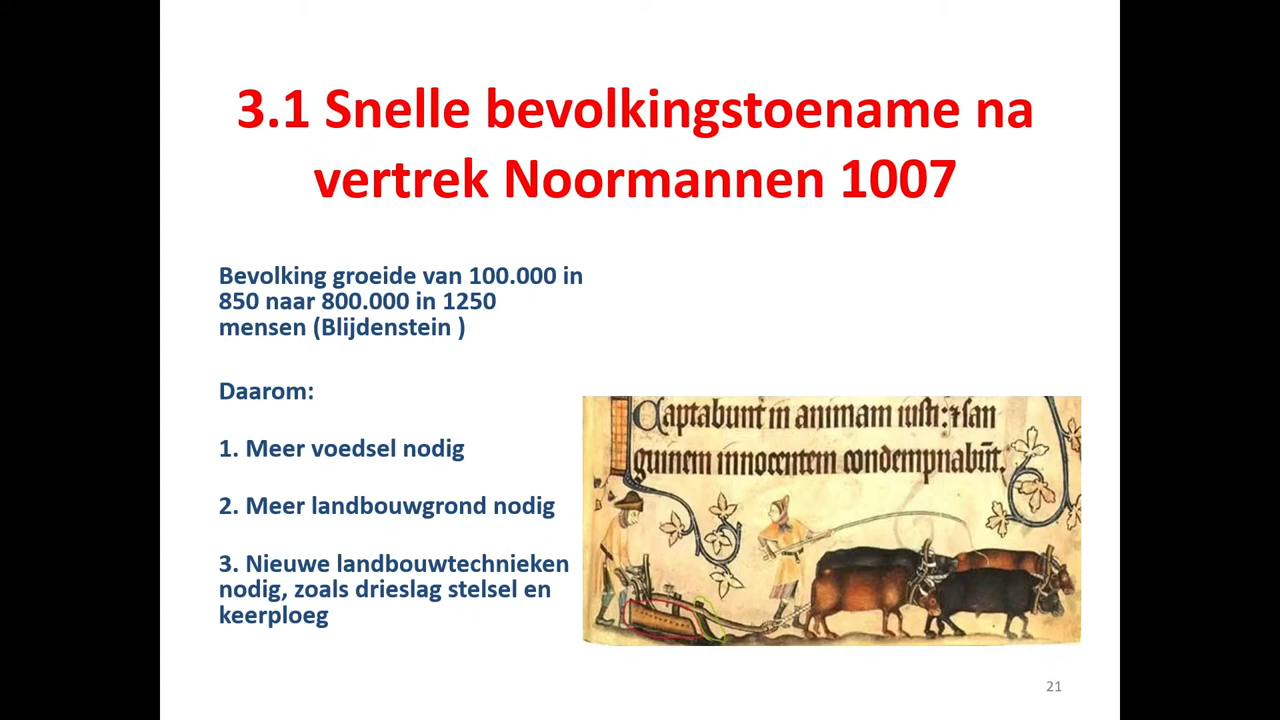 3.1 Snelle bevolkingstoename na
vertrek Noormannen 1007
Bevolking groeide van 100.000 in
850 naar 800.000 in 1250
mensen (Blijdenstein )
Daarom:
1. Meer voedsel nodig
2. Meer landbouwgrond nodig
3. Nieuwe landbouwtechnieken
nodig, zoals drieslag stelsel en
keerploeg
Captabunt in animam iusti: ⁊ san
guinem innocentem condempnabūt.
21